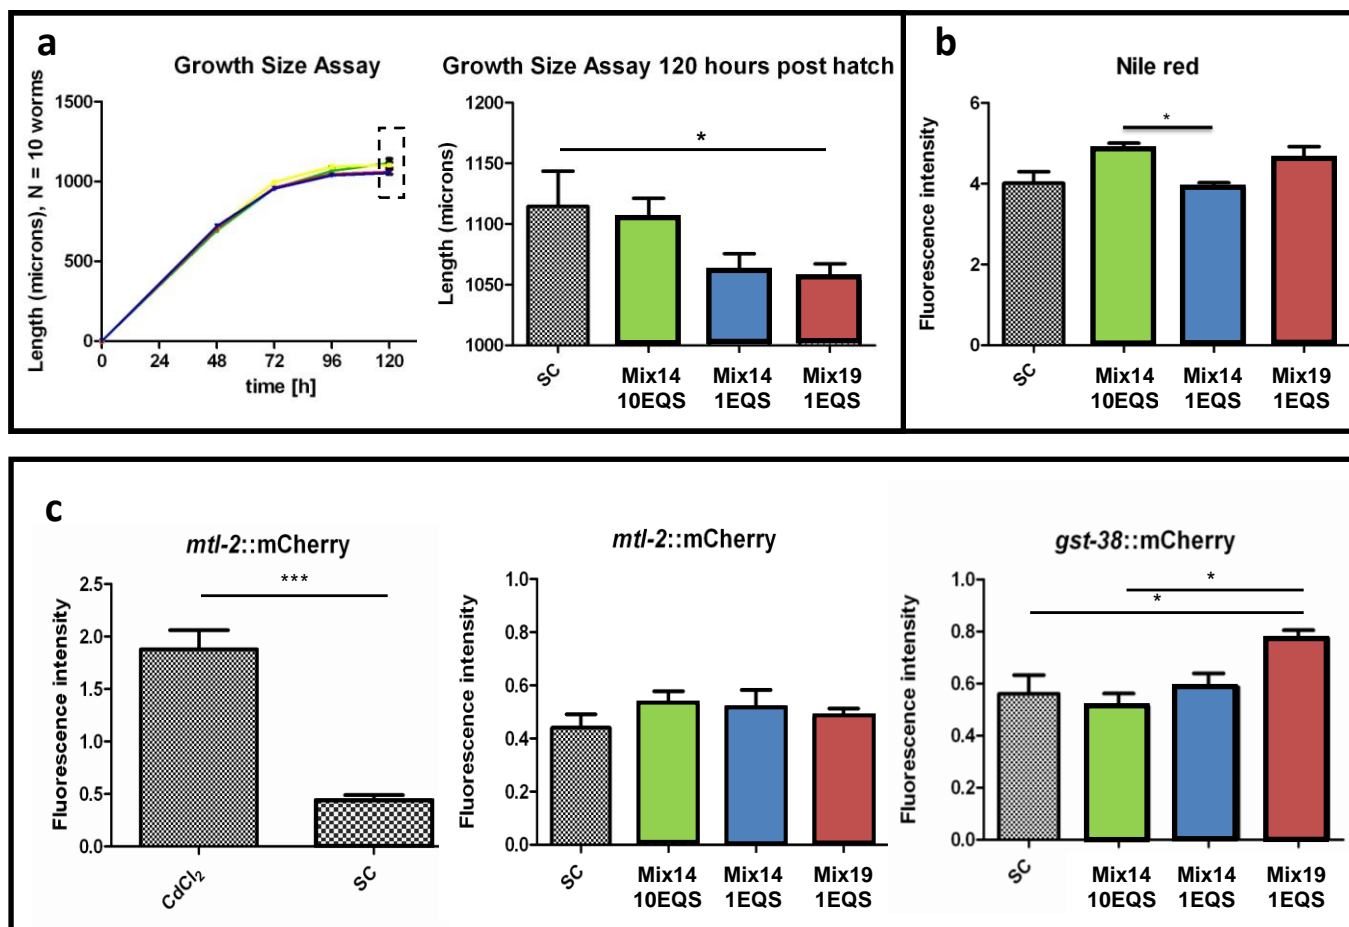 a
Growth Size Assay
Length (microns), N = 10 worms
1500
1000
500
0
0 24 48 72 96 120
time [h]
Growth Size Assay 120 hours post hatch
Length (microns)
1200
1150
1100
1050
1000
*
SC
Mix14 10EQS
Mix14 1EQS
Mix19 1EQS
b
Nile red
Fluorescence intensity
6
4
2
0
*
SC
Mix14 10EQS
Mix14 1EQS
Mix19 1EQS
c
mtl-2::mCherry
Fluorescence intensity
2.5
2.0
1.5
1.0
0.5
0.0
***
CdCl₂
SC
mtl-2::mCherry
Fluorescence intensity
1.0
0.8
0.6
0.4
0.2
0.0
SC
Mix14 10EQS
Mix14 1EQS
Mix19 1EQS
gst-38::mCherry
Fluorescence intensity
1.0
0.8
0.6
0.4
0.2
0.0
*
*
SC
Mix14 10EQS
Mix14 1EQS
Mix19 1EQS